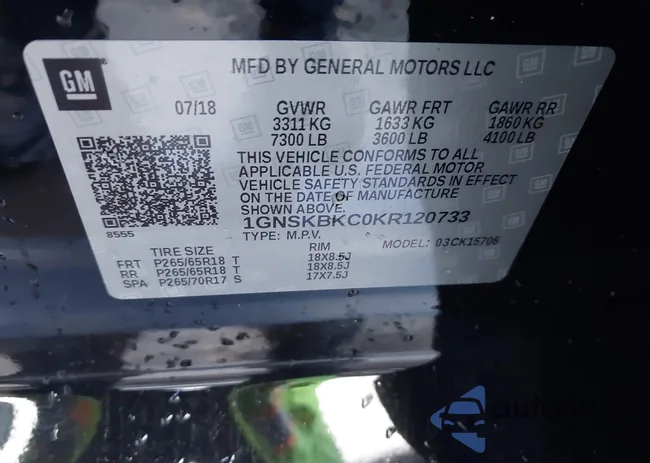 GM
MFD BY GENERAL MOTORS LLC
07/18 GVWR GAWR FRT GAWR RR
3311 KG 1633 KG 1860 KG
7300 LB 3600 LB 4100 LB
THIS VEHICLE CONFORMS TO ALL
APPLICABLE U.S. FEDERAL MOTOR
VEHICLE SAFETY STANDARDS IN EFFECT
ON THE DATE OF MANUFACTURE
SHOWN ABOVE.
1GNSKBKC0KR120733
8555
TYPE: M.P.V. MODEL: 03CK15706
TIRE SIZE RIM
FRT P265/65R18 T 18X8.5J
RR P265/65R18 T 18X8.5J
SPA P265/70R17 S 17X7.5J